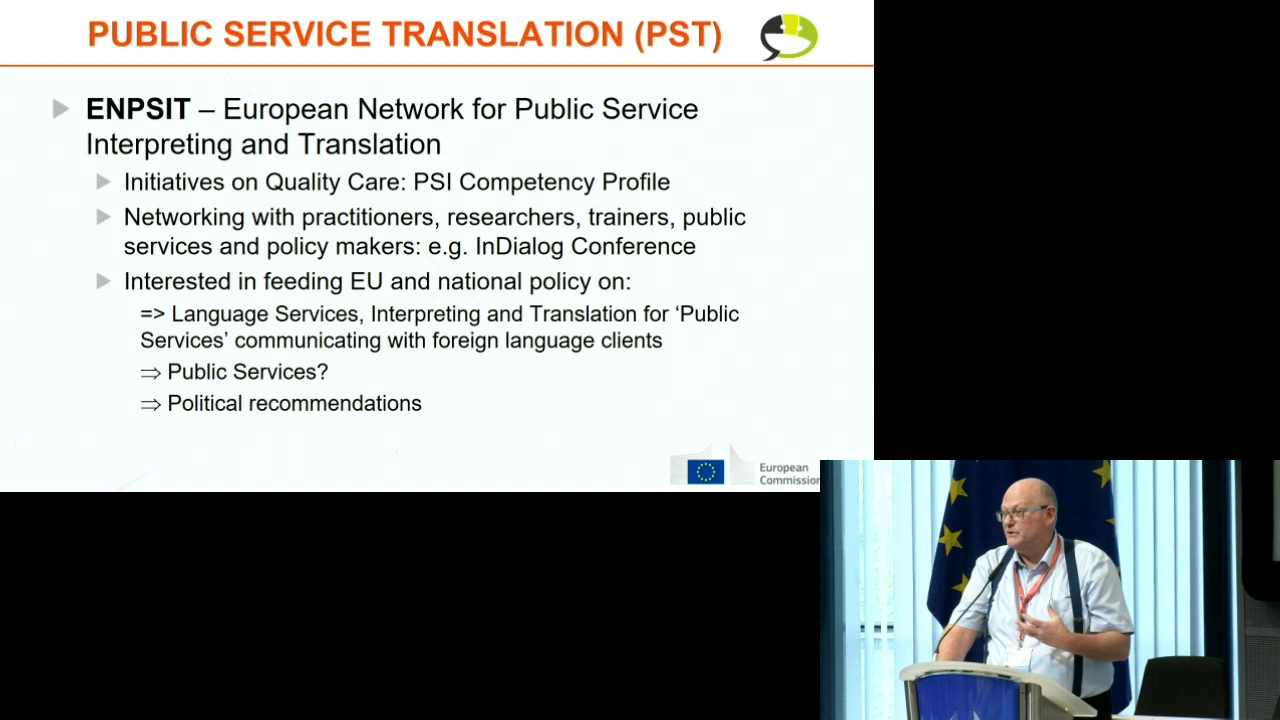 PUBLIC SERVICE TRANSLATION (PST)
ENPSIT – European Network for Public Service
Interpreting and Translation
Initiatives on Quality Care: PSI Competency Profile
Networking with practitioners, researchers, trainers, public
services and policy makers: e.g. InDialog Conference
Interested in feeding EU and national policy on:
=> Language Services, Interpreting and Translation for ‘Public
Services’ communicating with foreign language clients
⇒ Public Services?
⇒ Political recommendations
European
Commission